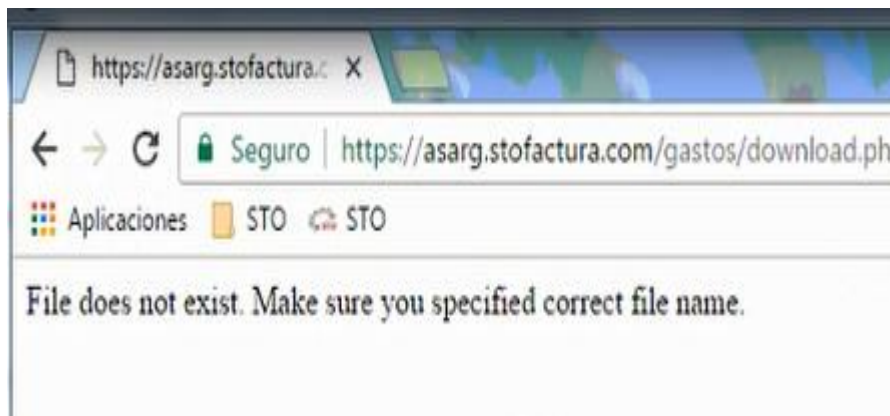 https://asarg.stofactura.c
Seguro | https://asarg.stofactura.com/gastos/download.ph
Aplicaciones STO STO
File does not exist. Make sure you specified correct file name.